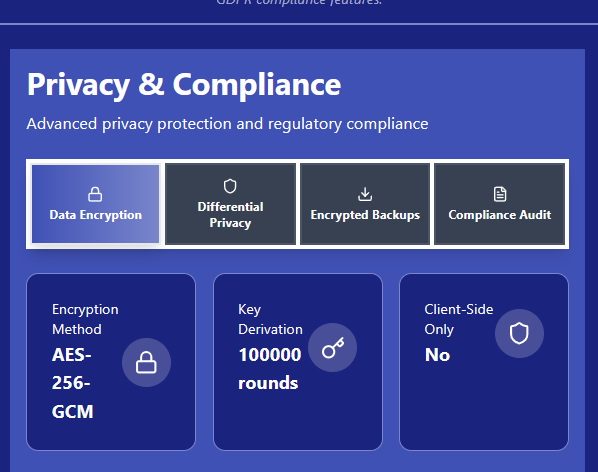 GDPR compliance features.
Privacy & Compliance
Advanced privacy protection and regulatory compliance
Data Encryption
Differential
Privacy
Encrypted Backups
Compliance Audit
Encryption
Method
AES-
256-
GCM
Key
Derivation
100000
rounds
Client-Side
Only
No